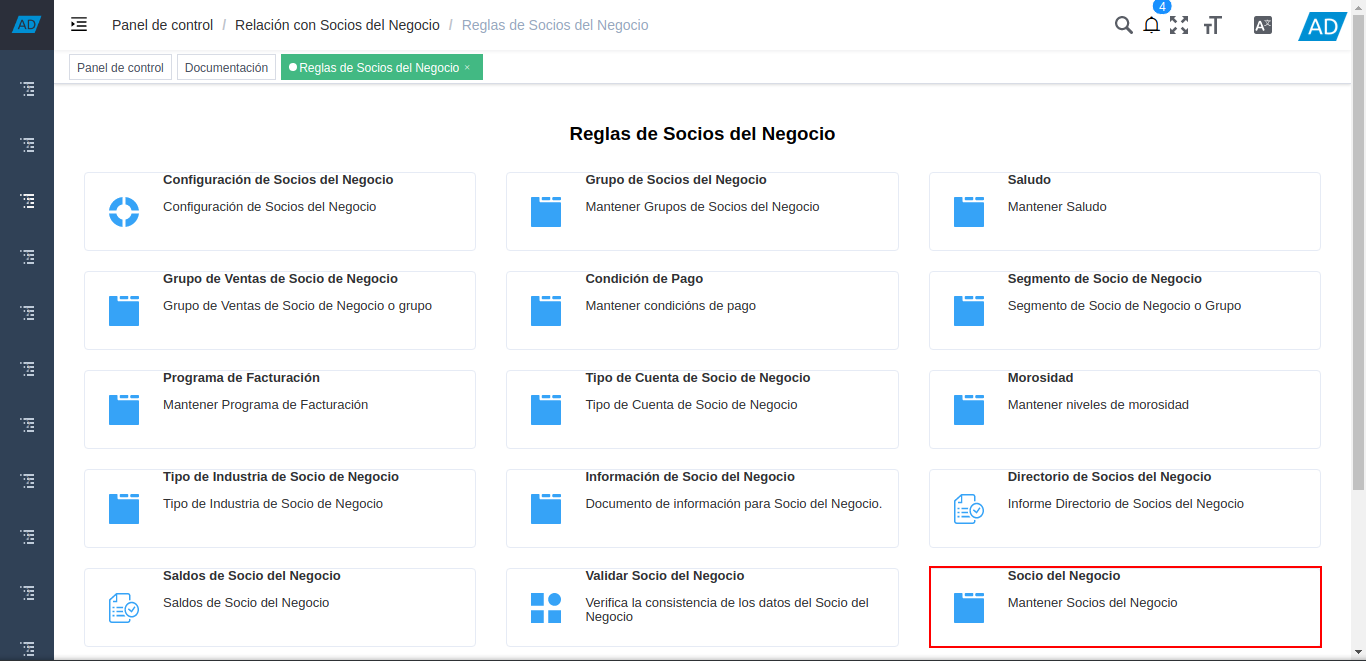 AD
Panel de control / Relación con Socios del Negocio / Reglas de Socios del Negocio
4
AD
Panel de control
Documentación
Reglas de Socios del Negocio ×
Reglas de Socios del Negocio
Configuración de Socios del Negocio
Configuración de Socios del Negocio
Grupo de Socios del Negocio
Mantener Grupos de Socios del Negocio
Saludo
Mantener Saludo
Grupo de Ventas de Socio de Negocio
Grupo de Ventas de Socio de Negocio o grupo
Condición de Pago
Mantener condicións de pago
Segmento de Socio de Negocio
Segmento de Socio de Negocio o Grupo
Programa de Facturación
Mantener Programa de Facturación
Tipo de Cuenta de Socio de Negocio
Tipo de Cuenta de Socio de Negocio
Morosidad
Mantener niveles de morosidad
Tipo de Industria de Socio de Negocio
Tipo de Industria de Socio de Negocio
Información de Socio del Negocio
Documento de información para Socio del Negocio.
Directorio de Socios del Negocio
Informe Directorio de Socios del Negocio
Saldos de Socio del Negocio
Saldos de Socio del Negocio
Validar Socio del Negocio
Verifica la consistencia de los datos del Socio del
Negocio
Socio del Negocio
Mantener Socios del Negocio